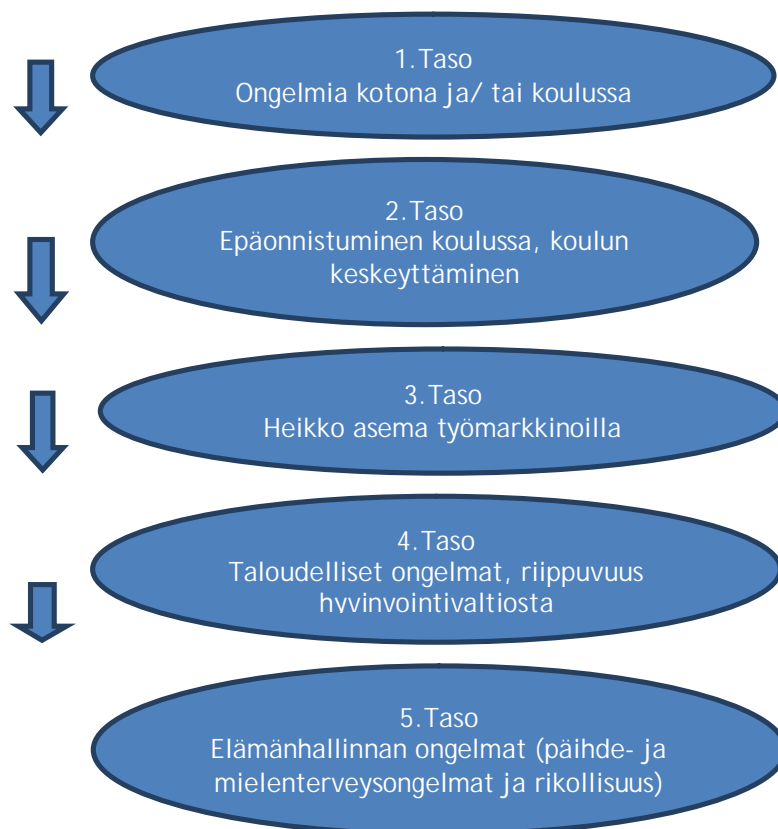 1.Taso
Ongelmia kotona ja/ tai koulussa
2.Taso
Epäonnistuminen koulussa, koulun
keskeyttäminen
3.Taso
Heikko asema työmarkkinoilla
4.Taso
Taloudelliset ongelmat, riippuvuus
hyvinvointivaltiosta
5.Taso
Elämänhallinnan ongelmat (päihde- ja
mielenterveysongelmat ja rikollisuus)